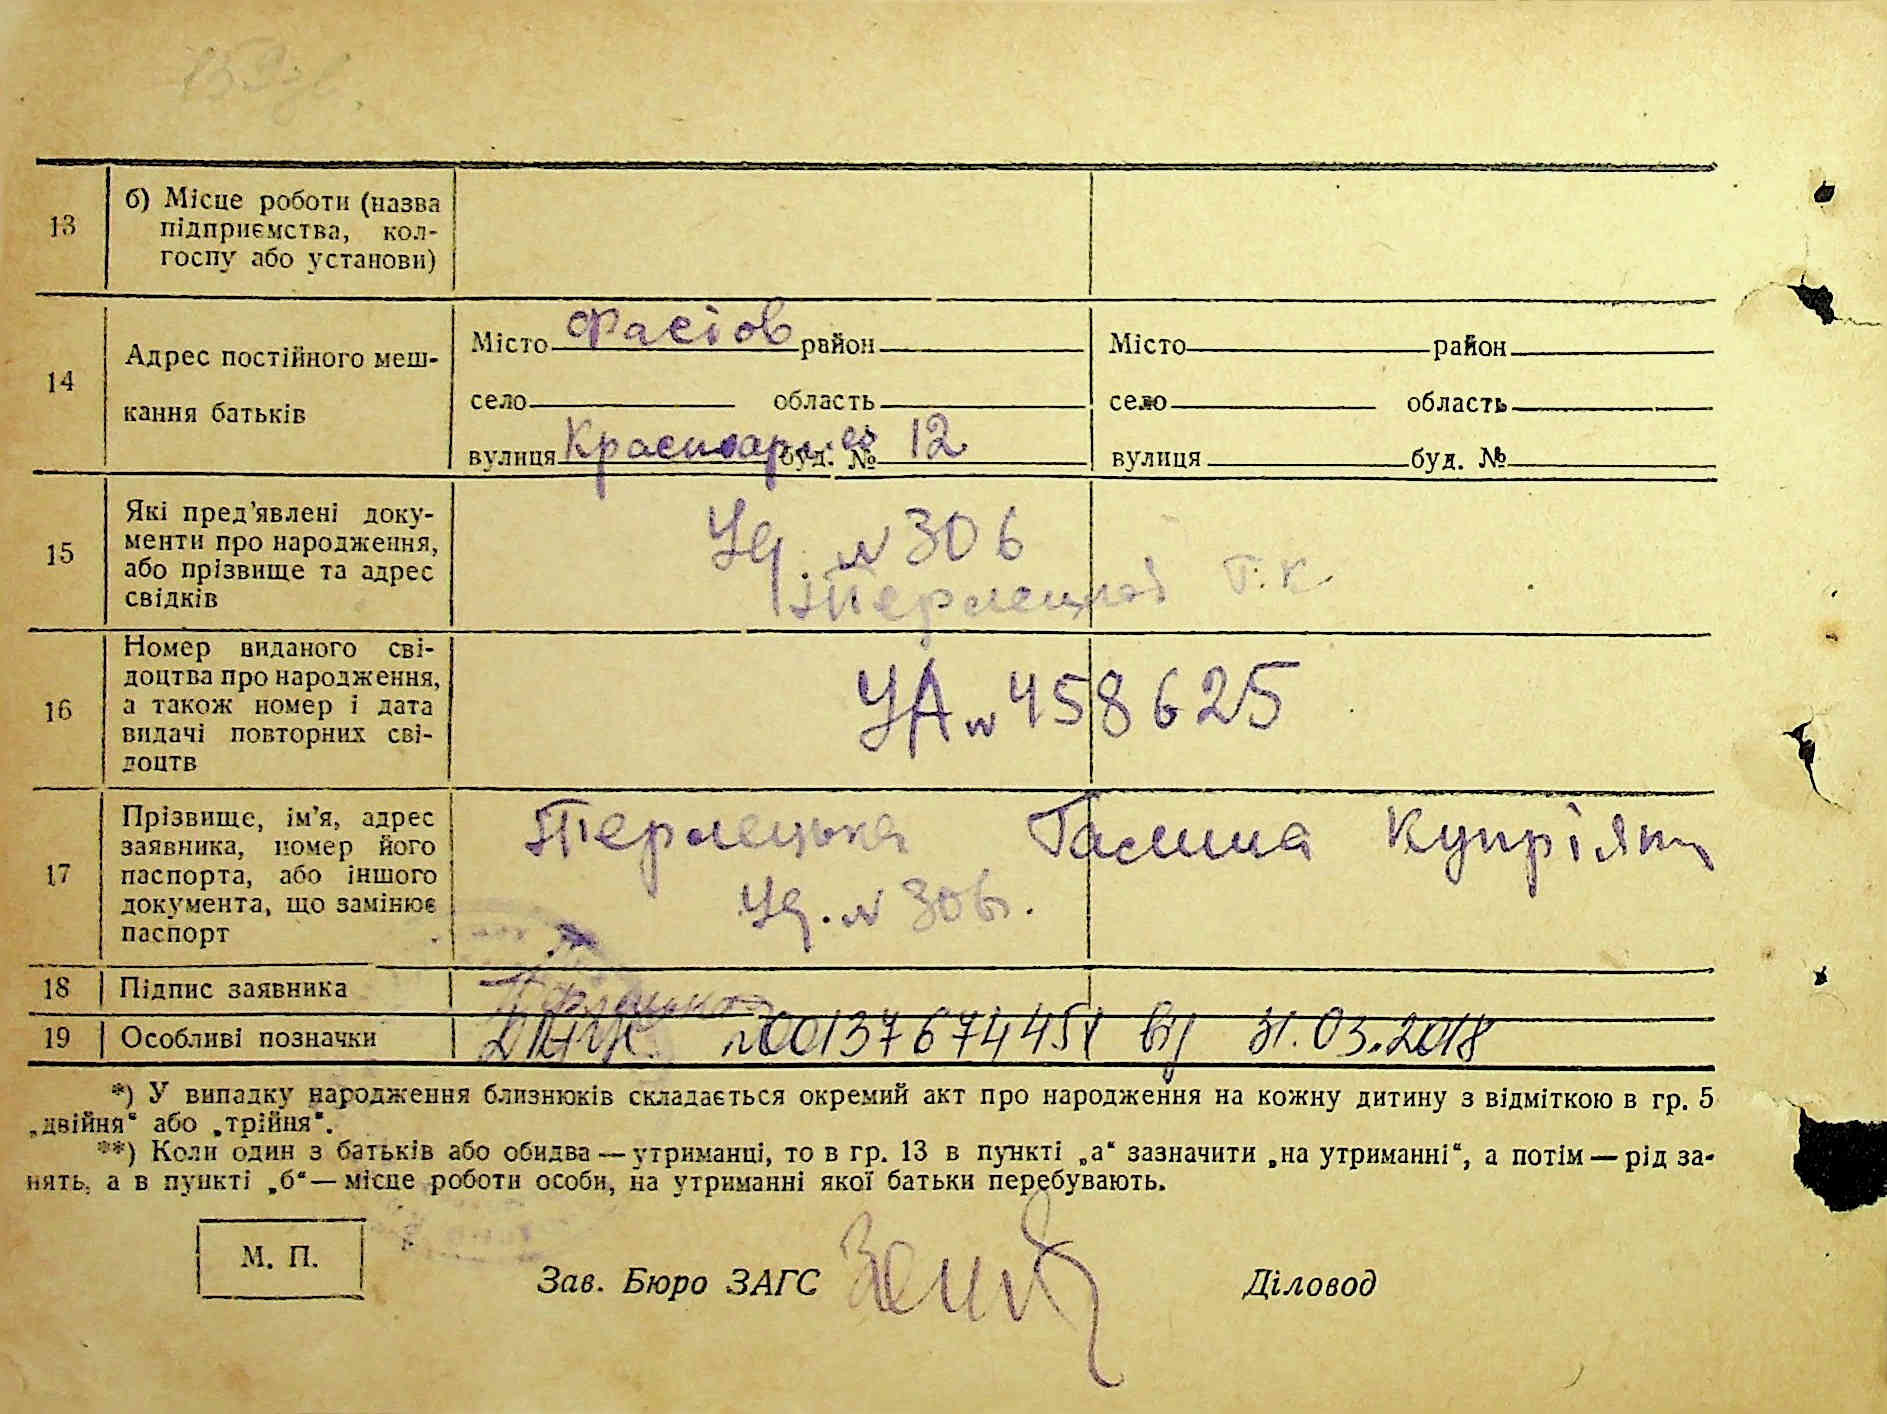 13
б) Місце роботи (назва
підприємства, кол-
госпу або установи)
14
Адрес постійного меш-
кання батьків
Місто Фастов район
село область
вулиця буд. № 12
Місто район
село область
вулиця буд. №
15
Які пред'явлені доку-
менти про народження,
або прізвище та адрес
свідків
Уд. № 306
Терлецкой Г. К.
16
Номер виданого сві-
доцтва про народження,
а також номер і дата
видачі повторних сві-
доцтв
УА № 458625
17
Прізвище, ім'я, адрес
заявника, номер його
паспорта, або іншого
документа, що замінює
паспорт
Терлецька Галина Купріян
Уд. № 306.
18 Підпис заявника
19 Особливі позначки
№00137674451 від 31.03.2018
*) У випадку народження близнюків складається окремий акт про народження на кожну дитину з відміткою в гр. 5
„двійня“ або „трійня“.
**) Коли один з батьків або обидва — утриманці, то в гр. 13 в пункті „а“ зазначити „на утриманні“, а потім — рід за-
нять, а в пункті „б“ — місце роботи особи, на утриманні якої батьки перебувають.
М. П.
Зав. Бюро ЗАГС
Діловод